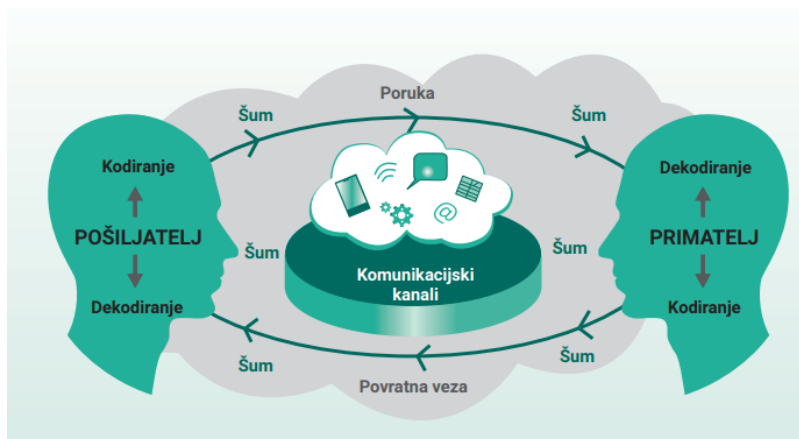 Poruka
Šum
Šum
Kodiranje
Dekodiranje
POŠILJATELJ
PRIMATELJ
Šum
Šum
Komunikacijski
kanali
Dekodiranje
Kodiranje
Šum
Šum
Povratna veza
@